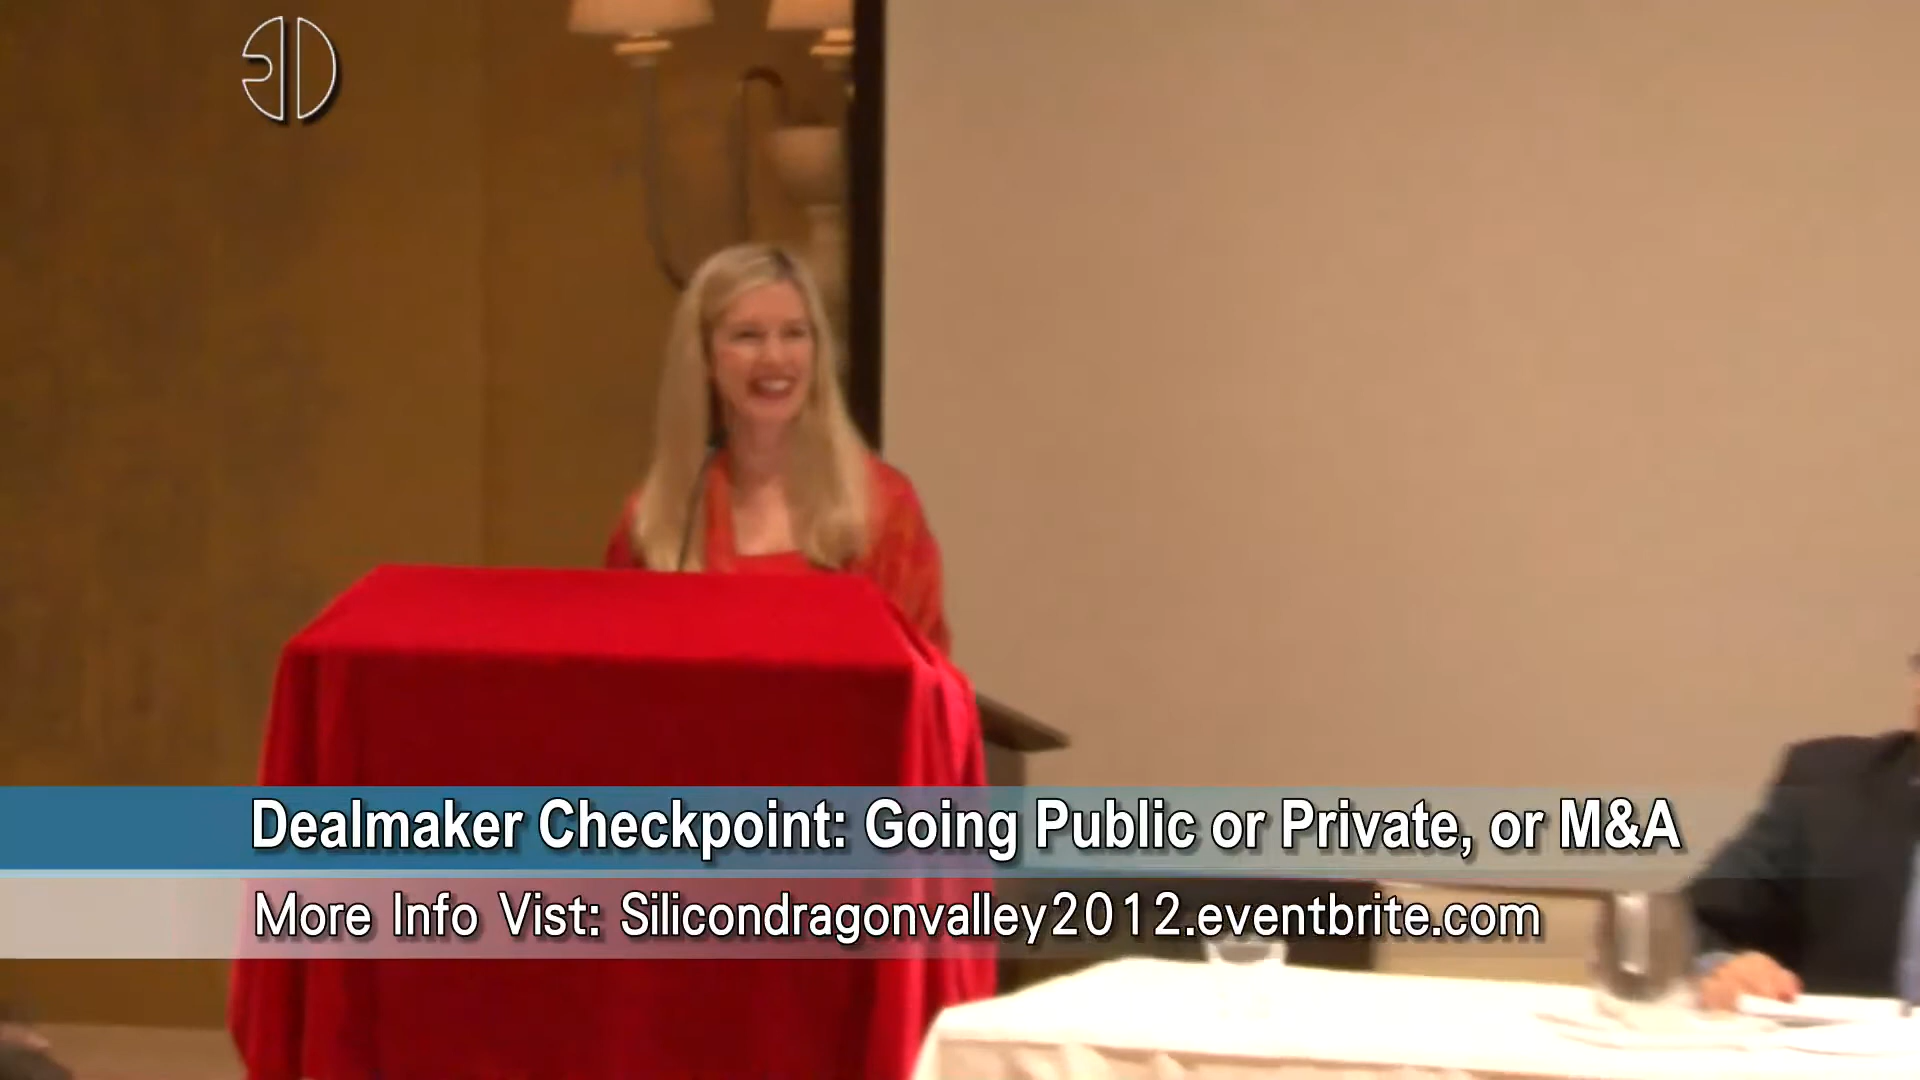 Dealmaker Checkpoint: Going Public or Private, or M&A
More Info Vist: Silicondragonvalley2012.eventbrite.com